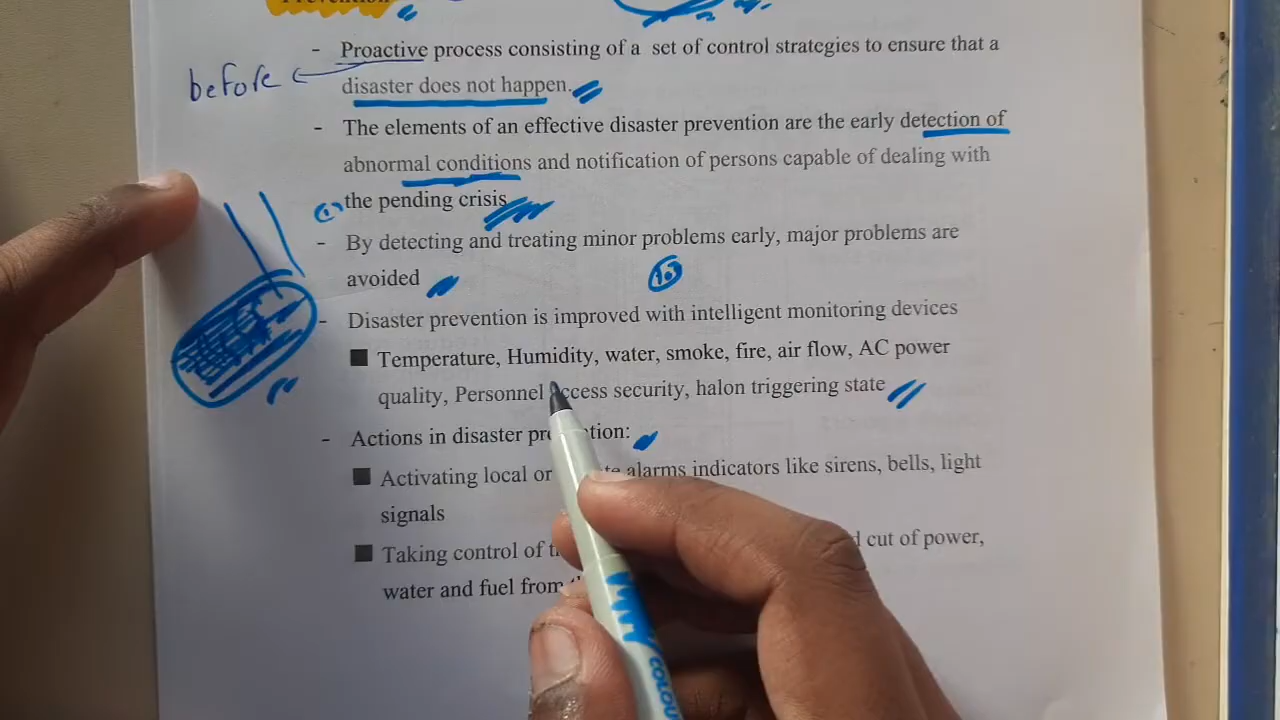 Prevention
- Proactive process consisting of a set of control strategies to ensure that a
before
disaster does not happen.
- The elements of an effective disaster prevention are the early detection of
abnormal conditions and notification of persons capable of dealing with
the pending crisis
- By detecting and treating minor problems early, major problems are
avoided
- Disaster prevention is improved with intelligent monitoring devices
■ Temperature, Humidity, water, smoke, fire, air flow, AC power
quality, Personnel access security, halon triggering state
- Actions in disaster prevention:
■ Activating local or alarms indicators like sirens, bells, light
signals
■ Taking control of cut of power,
water and fuel from
COLOU